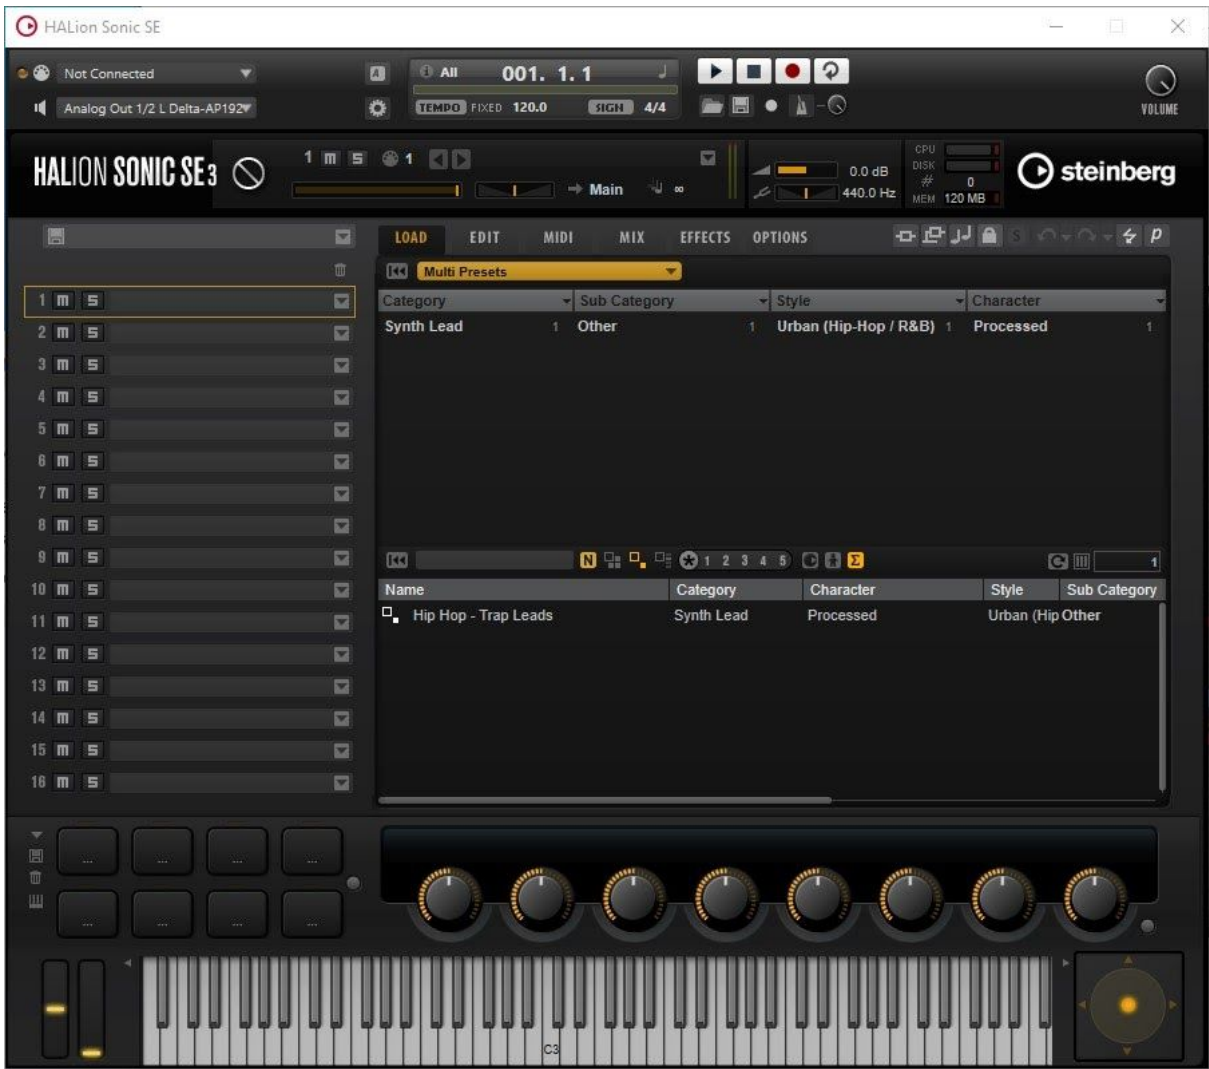 HALion Sonic SE
Not Connected
A
i All 001. 1. 1
Analog Out 1/2 L Delta-AP192
TEMPO FIXED 120.0 SIGN 4/4
VOLUME
HALION SONIC SE 3
1 m S 1
Main ∞
0.0 dB
440.0 Hz
CPU
DISK
# 0
MEM 120 MB
steinberg
LOAD EDIT MIDI MIX EFFECTS OPTIONS
S p
Multi Presets
Category Sub Category Style Character
Synth Lead 1 Other 1 Urban (Hip-Hop / R&B) 1 Processed 1
1 m S
2 m S
3 m S
4 m S
5 m S
6 m S
7 m S
8 m S
9 m S
10 m S
11 m S
12 m S
13 m S
14 m S
15 m S
16 m S
N 1 2 3 4 5 Σ 1
Name Category Character Style Sub Category
Hip Hop - Trap Leads Synth Lead Processed Urban (Hip Other
... ... ... ...
... ... ... ...
C3